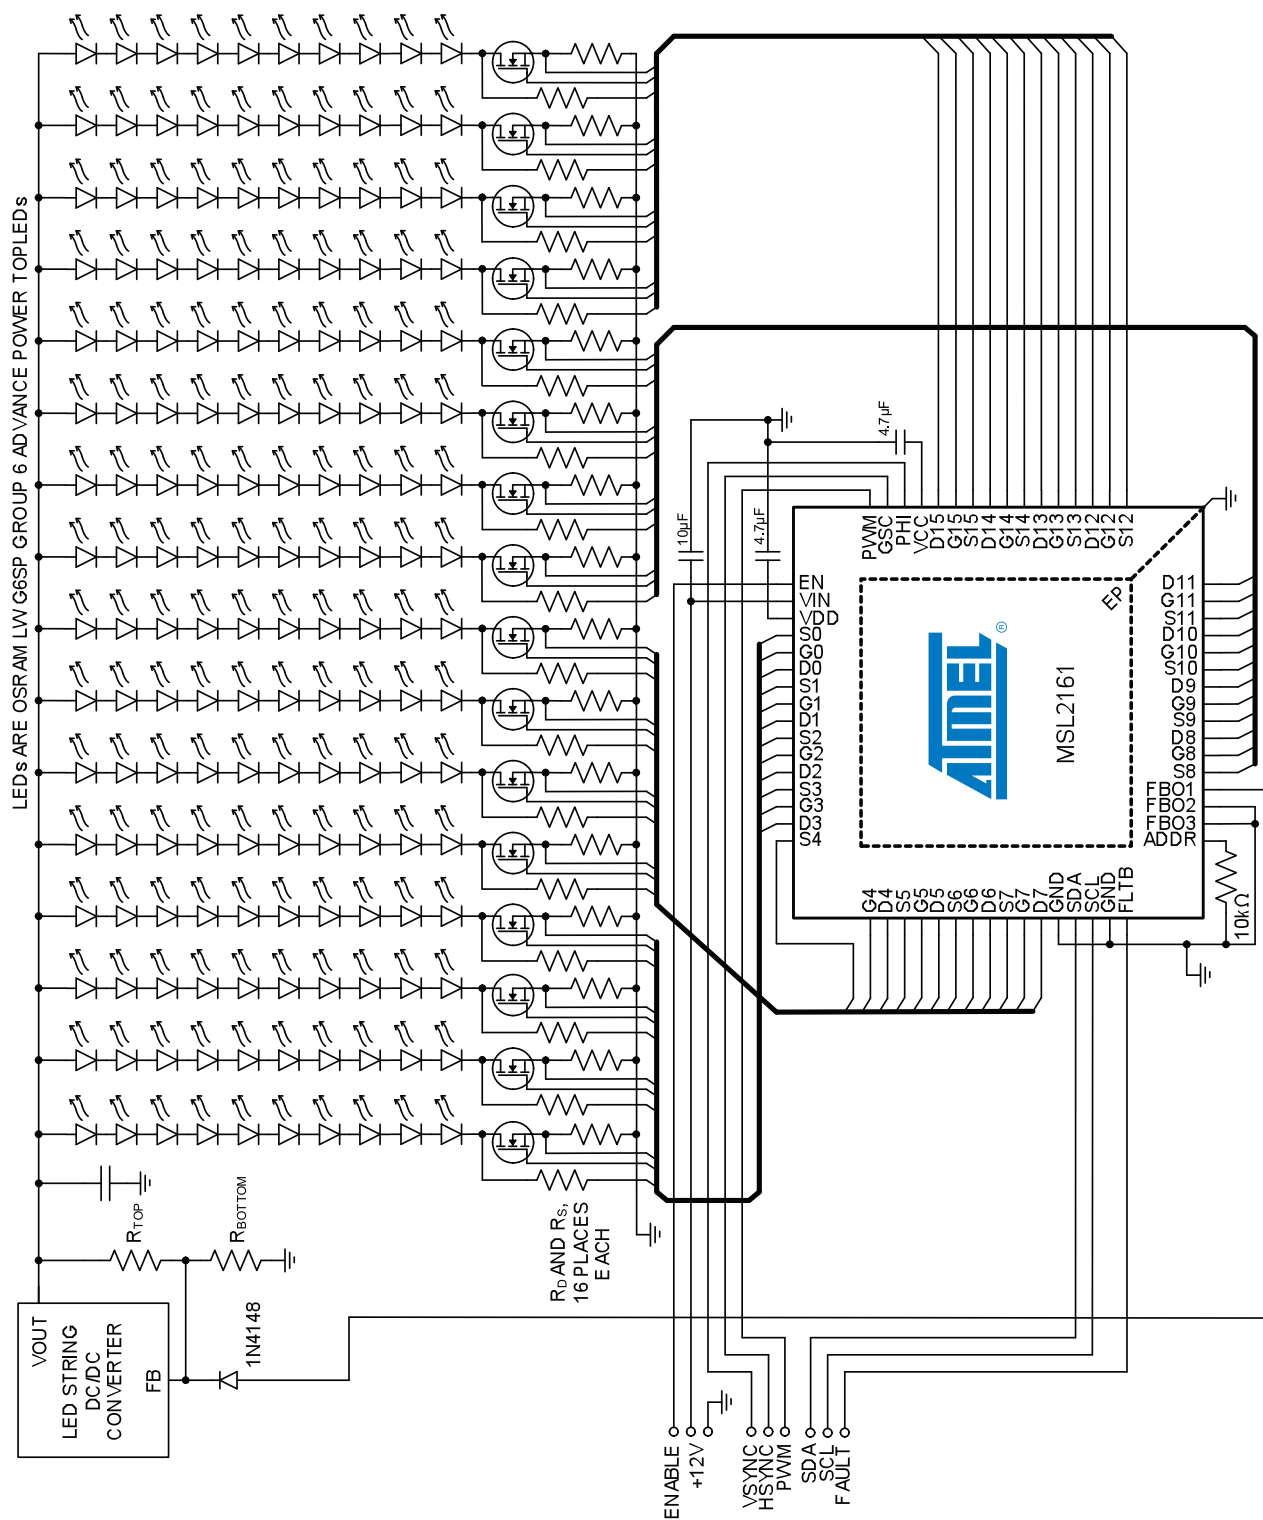 LEDs ARE OSRAM LW G6SP GROUP 6 ADVANCE POWER TOPLEDs
VOUT
LED STRING
DC/DC
CONVERTER
FB
RTOP
RBOTTOM
1N4148
RD AND RS,
16 PLACES
EACH
10µF
4.7µF
4.7µF
ENABLE
+12V
VSYNC
HSYNC
PWM
SDA
SCL
FAULT
PWM
GSC
PHI
VCC
D15
G15
S15
D14
G14
S14
D13
G13
S13
D12
G12
S12
EN
VIN
VDD
S0
G0
D0
S1
G1
D1
S2
G2
D2
S3
G3
D3
S4
G4
D4
S5
G5
D5
S6
G6
D6
S7
G7
D7
GND
SDA
SCL
GND
FLTB
D11
G11
S11
D10
G10
S10
D9
G9
S9
D8
G8
S8
FBO1
FBO2
FBO3
ADDR
EP
ATMEL ®
MSL2161
10kΩ